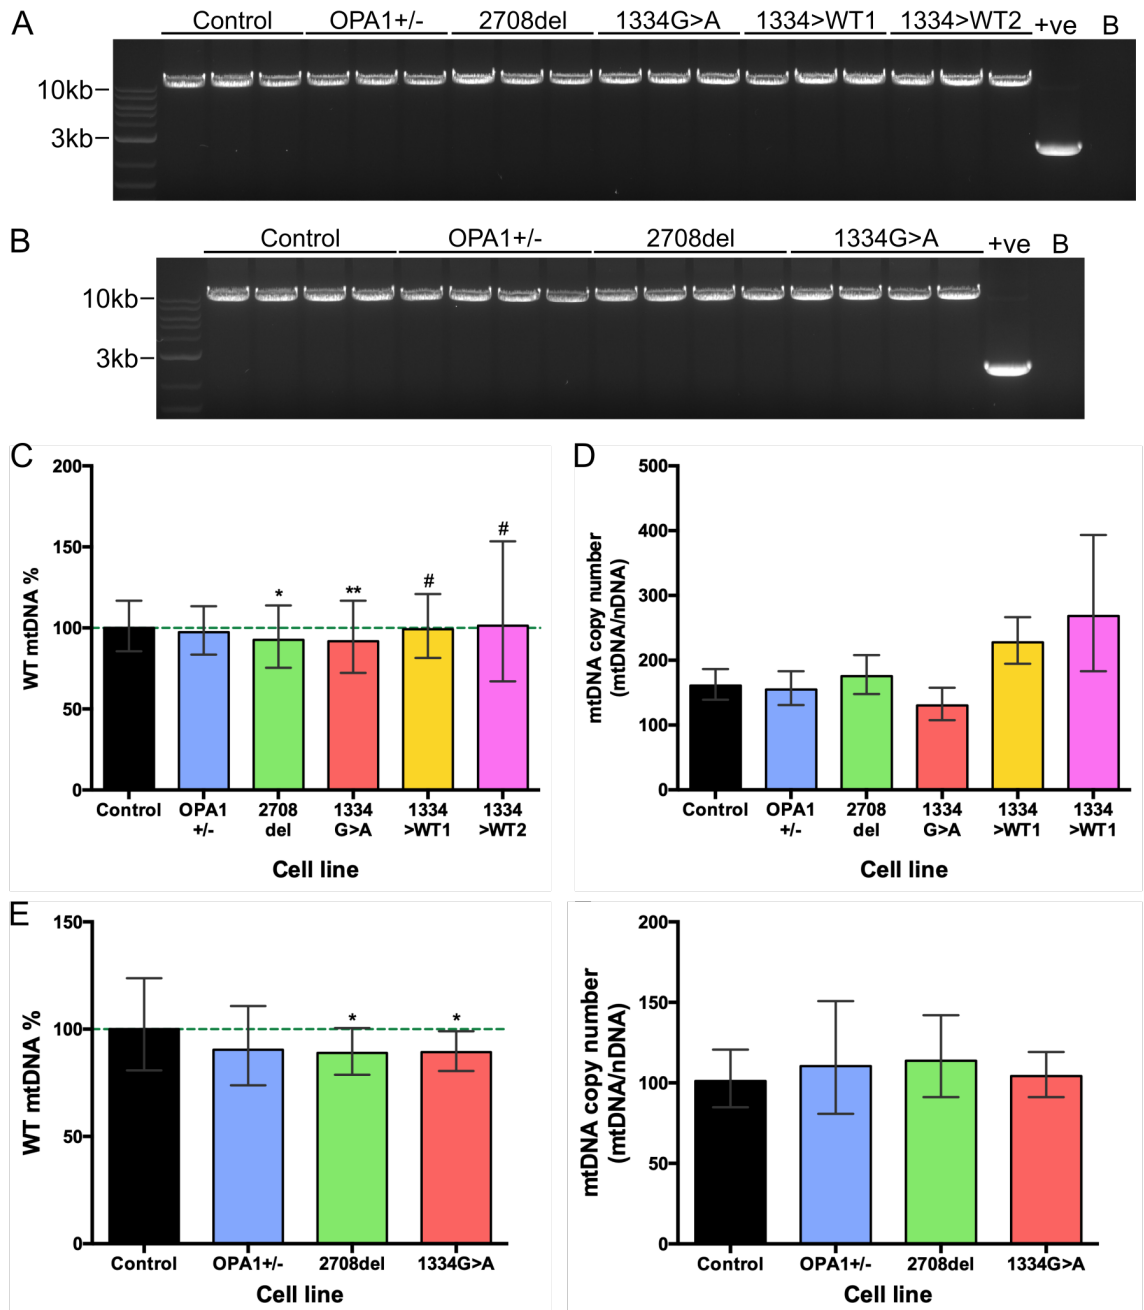 A
Control OPA1+/- 2708del 1334G>A 1334>WT1 1334>WT2 +ve B
10kb
3kb
B
Control OPA1+/- 2708del 1334G>A +ve B
10kb
3kb
C
WT mtDNA %
200
150
100
50
0
* ** # #
Control OPA1 2708 1334 1334 1334
+/- del G>A >WT1 >WT2
Cell line
D
mtDNA copy number
(mtDNA/nDNA)
500
400
300
200
100
0
Control OPA1 2708 1334 1334 1334
+/- del G>A >WT1 >WT1
Cell line
E
WT mtDNA %
150
100
50
0
* *
Control OPA1+/- 2708del 1334G>A
Cell line
mtDNA copy number
(mtDNA/nDNA)
200
150
100
50
0
Control OPA1+/- 2708del 1334G>A
Cell line